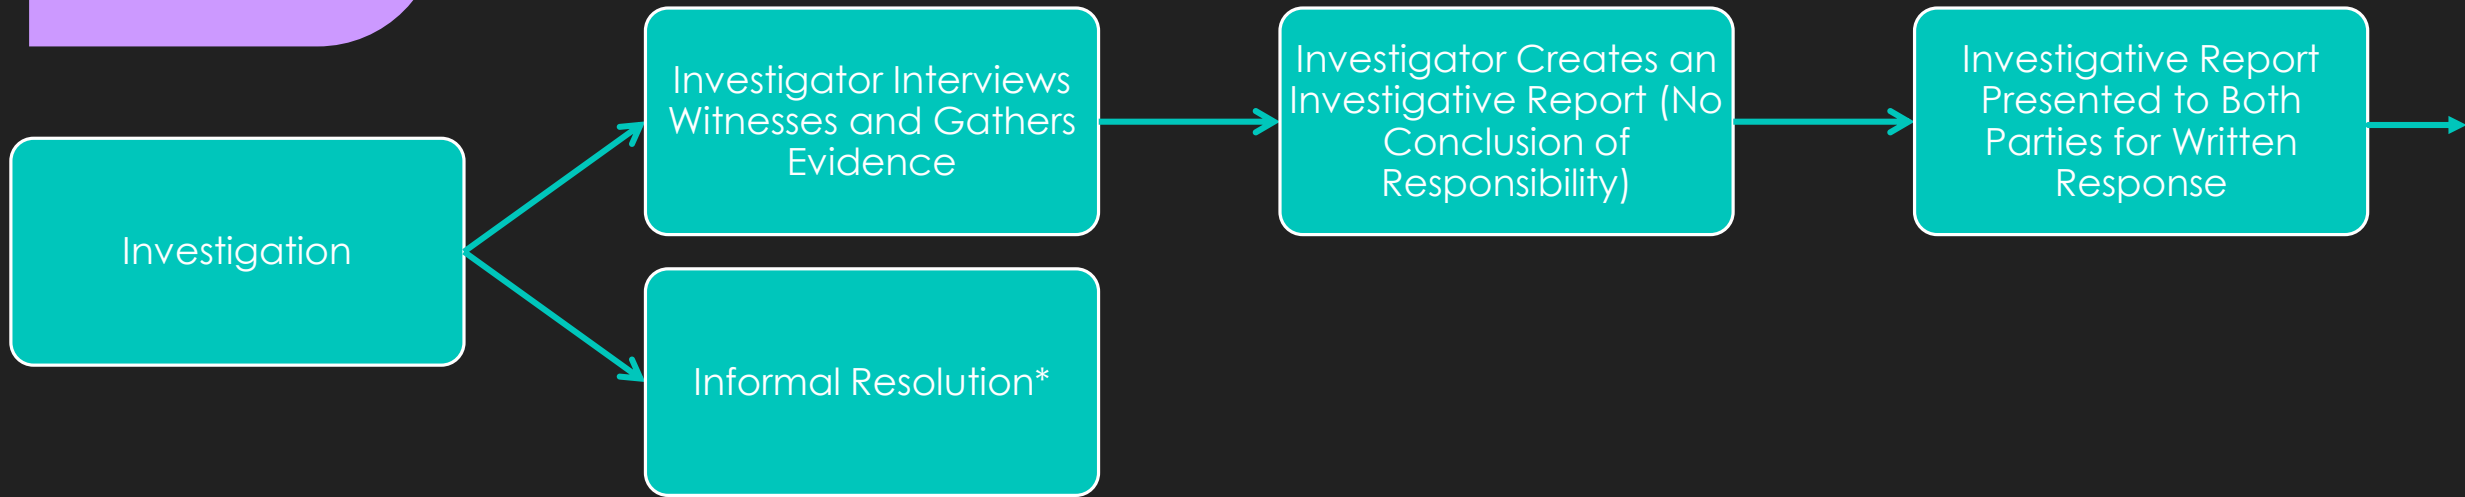 Investigation
Investigator Interviews
Witnesses and Gathers
Evidence
Informal Resolution*
Investigator Creates an
Investigative Report (No
Conclusion of
Responsibility)
Investigative Report
Presented to Both
Parties for Written
Response